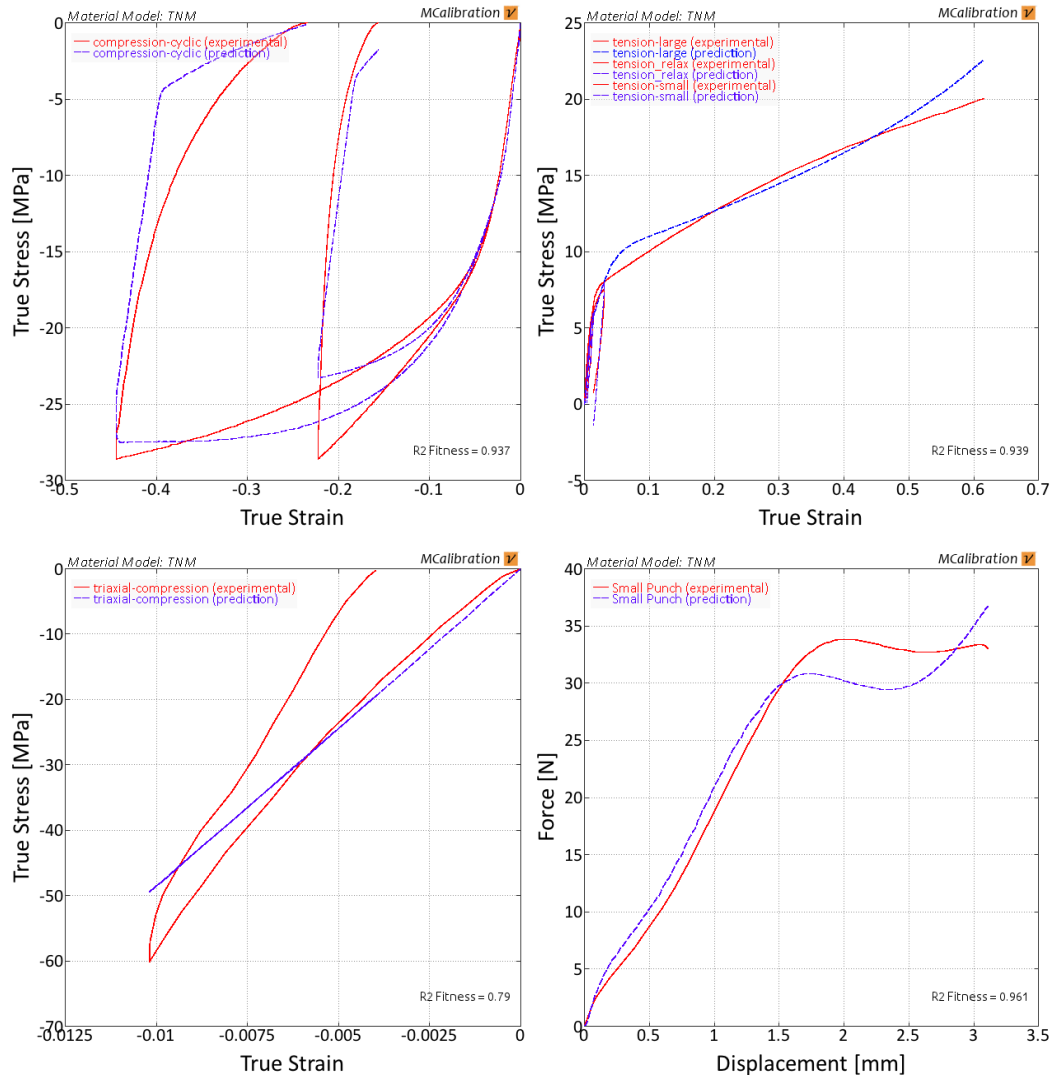 Material Model: TNM
MCalibration ν
compression-cyclic (experimental)
compression-cyclic (prediction)
0
-5
-10
-15
-20
-25
-30
True Stress [MPa]
R2 Fitness = 0.937
-0.5 -0.4 -0.3 -0.2 -0.1 0
True Strain
Material Model: TNM
MCalibration ν
tension-large (experimental)
tension-large (prediction)
tension_relax (experimental)
tension_relax (prediction)
tension-small (experimental)
tension-small (prediction)
25
20
15
10
5
0
-5
True Stress [MPa]
R2 Fitness = 0.939
0 0.1 0.2 0.3 0.4 0.5 0.6 0.7
True Strain
Material Model: TNM
MCalibration ν
triaxial-compression (experimental)
triaxial-compression (prediction)
0
-10
-20
-30
-40
-50
-60
-70
True Stress [MPa]
R2 Fitness = 0.79
-0.0125 -0.01 -0.0075 -0.005 -0.0025 0
True Strain
Material Model: TNM
MCalibration ν
Small Punch (experimental)
Small Punch (prediction)
40
35
30
25
20
15
10
5
0
Force [N]
R2 Fitness = 0.961
0 0.5 1 1.5 2 2.5 3 3.5
Displacement [mm]